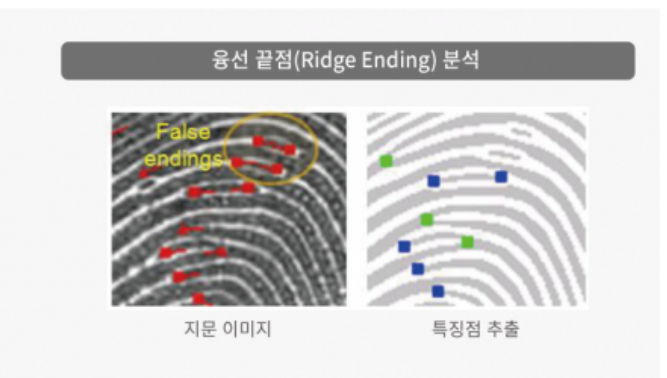 융선 끝점(Ridge Ending) 분석
False
endings
지문 이미지
특징점 추출